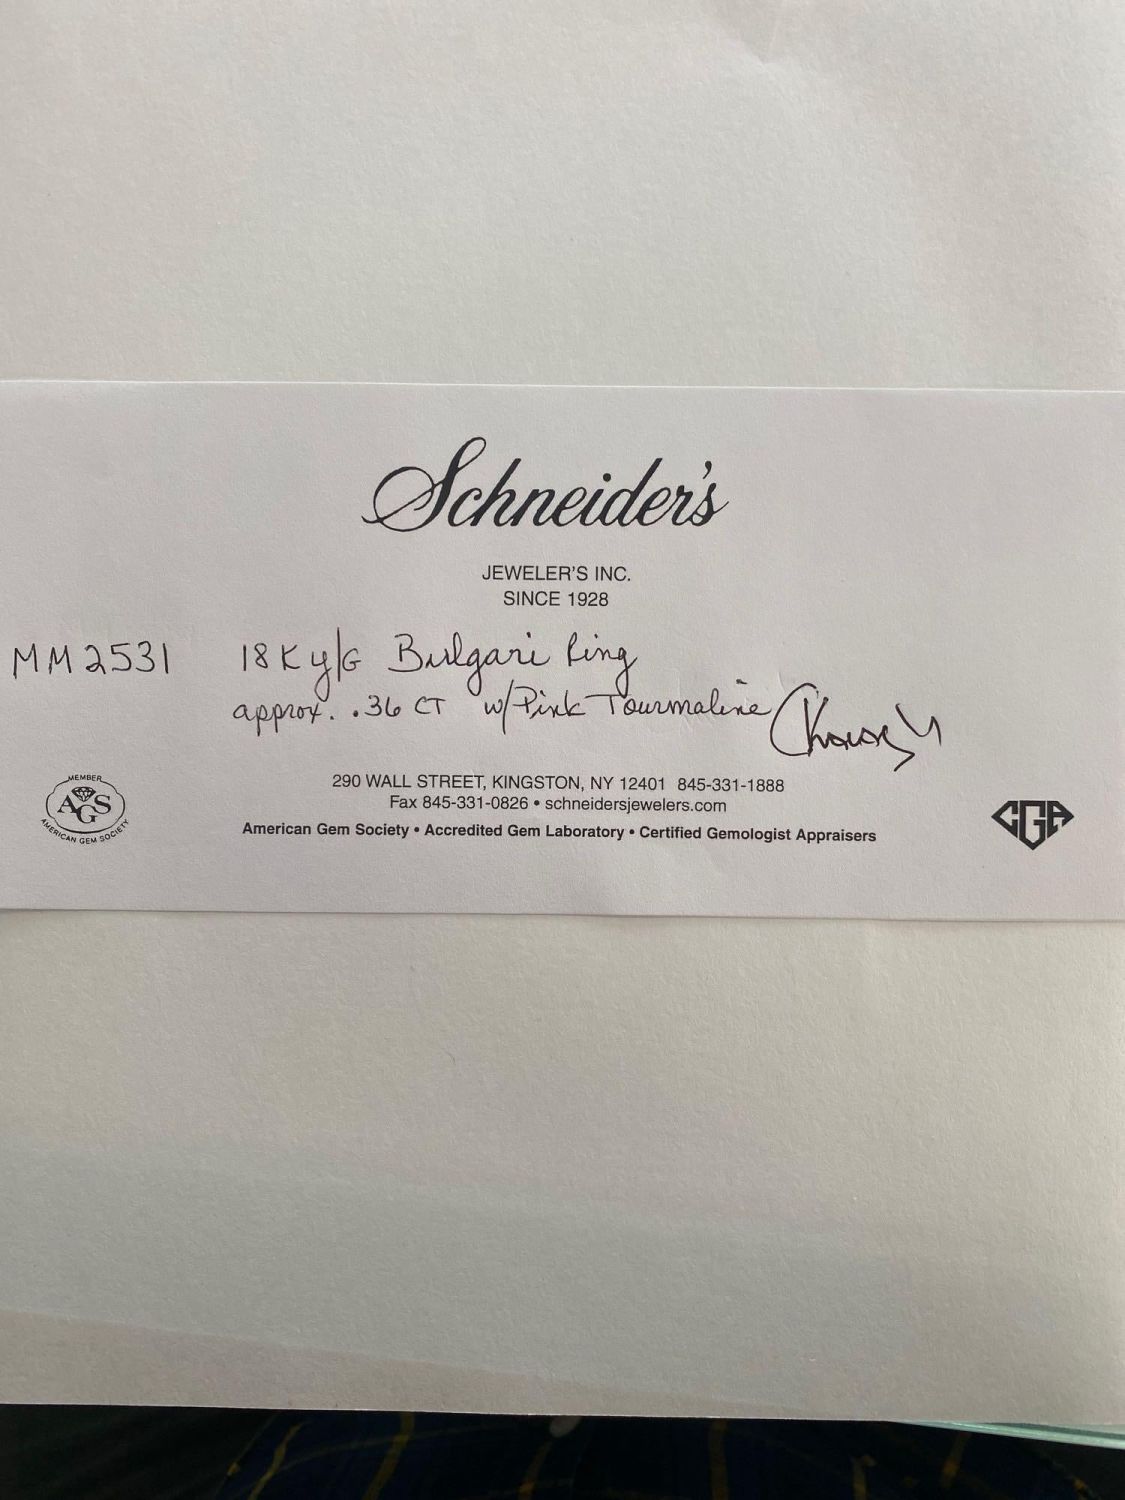 Schneider's
JEWELER'S INC.
SINCE 1928
MM2531 18K y/G Bulgari Ring
approx. .36 CT w/Pink Tourmaline
290 WALL STREET, KINGSTON, NY 12401 845-331-1888
Fax 845-331-0826 • schneidersjewelers.com
American Gem Society • Accredited Gem Laboratory • Certified Gemologist Appraisers
MEMBER
AGS
AMERICAN GEM SOCIETY
CGA